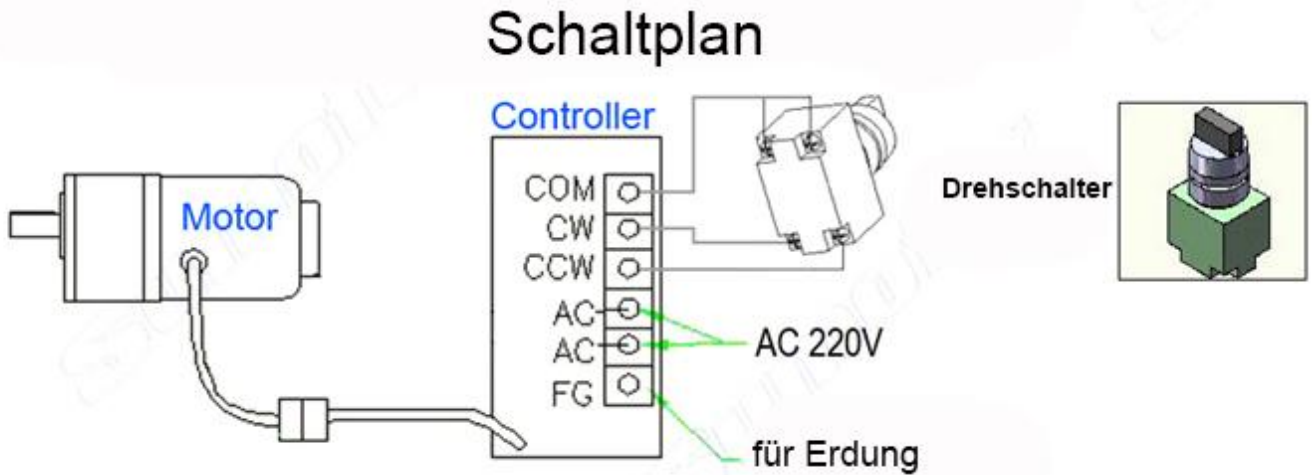 Schaltplan
Controller
Motor
COM
CW
CCW
AC
AC
FG
AC 220V
für Erdung
Drehschalter